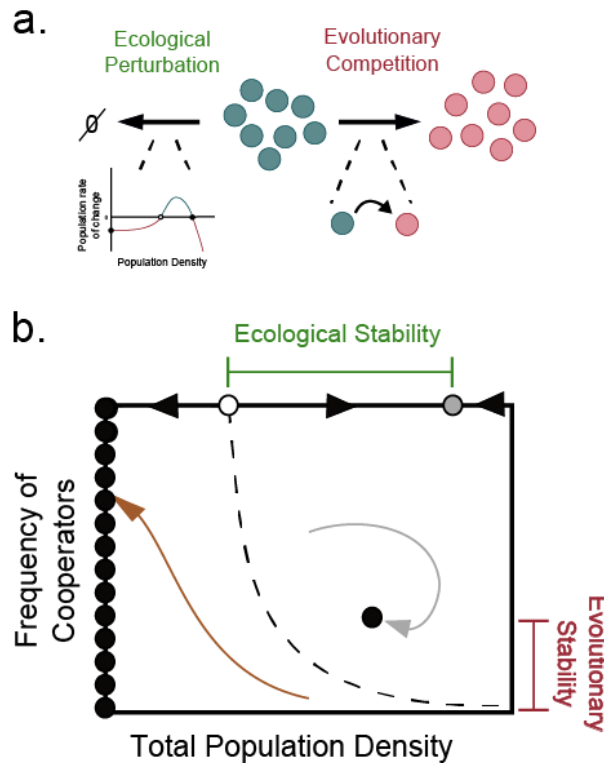 a.
Ecological
Perturbation
Evolutionary
Competition
0
Population rate
of change
0
Population Density
b.
Ecological Stability
Frequency of
Cooperators
Evolutionary
Stability
Total Population Density